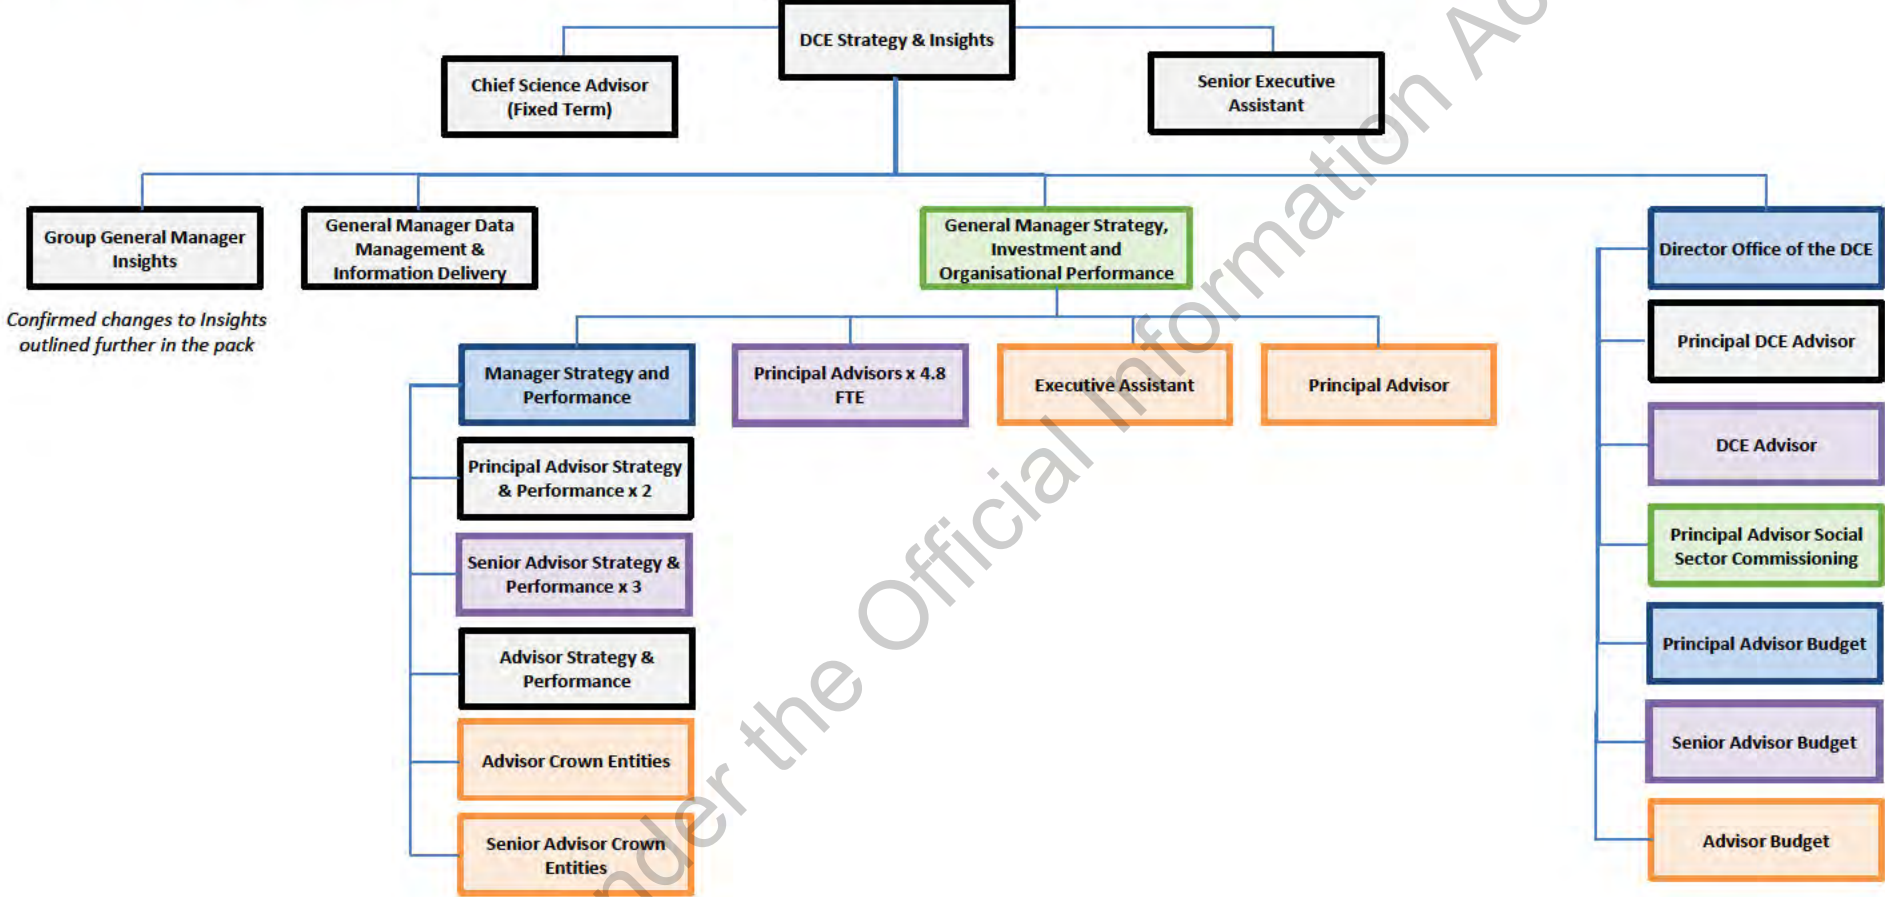 DCE Strategy & Insights
Chief Science Advisor
(Fixed Term)
Senior Executive
Assistant
Group General Manager
Insights
General Manager Data
Management &
Information Delivery
General Manager Strategy,
Investment and
Organisational Performance
Director Office of the DCE
Confirmed changes to Insights
outlined further in the pack
Manager Strategy and
Performance
Principal Advisors x 4.8
FTE
Executive Assistant
Principal Advisor
Principal Advisor Strategy
& Performance x 2
Senior Advisor Strategy &
Performance x 3
Advisor Strategy &
Performance
Advisor Crown Entities
Senior Advisor Crown
Entities
Principal DCE Advisor
DCE Advisor
Principal Advisor Social
Sector Commissioning
Principal Advisor Budget
Senior Advisor Budget
Advisor Budget
the Official Information